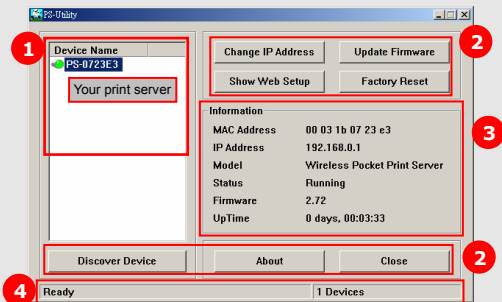 PS-Utility
1
Device Name
PS-0723E3
Your print server
2
Change IP Address
Update Firmware
Show Web Setup
Factory Reset
3
Information
MAC Address 00 03 1b 07 23 e3
IP Address 192.168.0.1
Model Wireless Pocket Print Server
Status Running
Firmware 2.72
UpTime 0 days, 00:03:33
Discover Device
About
Close
2
4
Ready
1 Devices